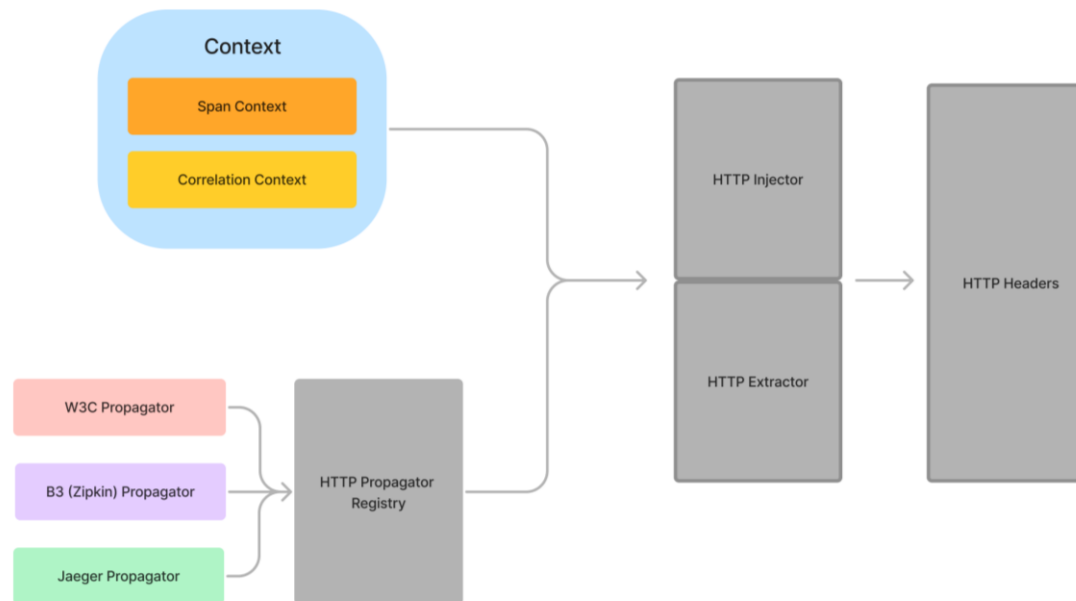 Context
Span Context
Correlation Context
HTTP Injector
HTTP Headers
HTTP Extractor
W3C Propagator
B3 (Zipkin) Propagator
Jaeger Propagator
HTTP Propagator
Registry